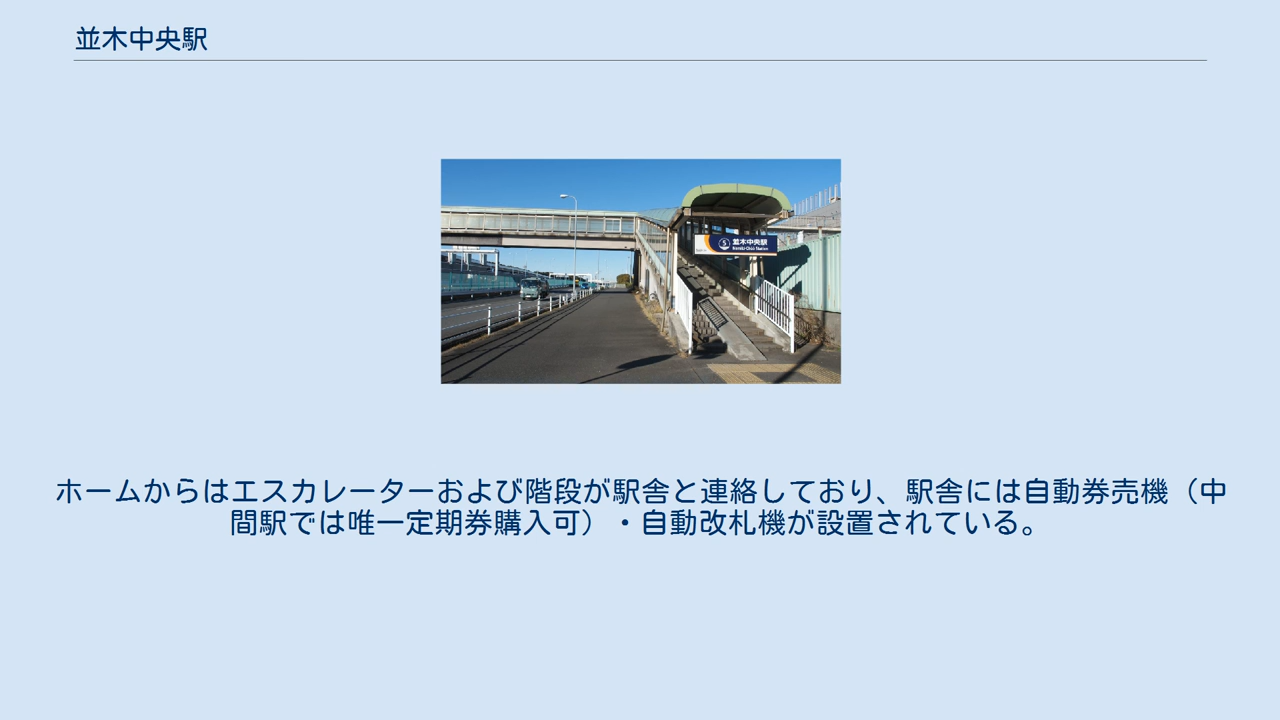 並木中央駅
5
並木中央駅
Namiki-Chūō Station
ホームからはエスカレーターおよび階段が駅舎と連絡しており、駅舎には自動券売機（中
間駅では唯一定期券購入可）・自動改札機が設置されている。